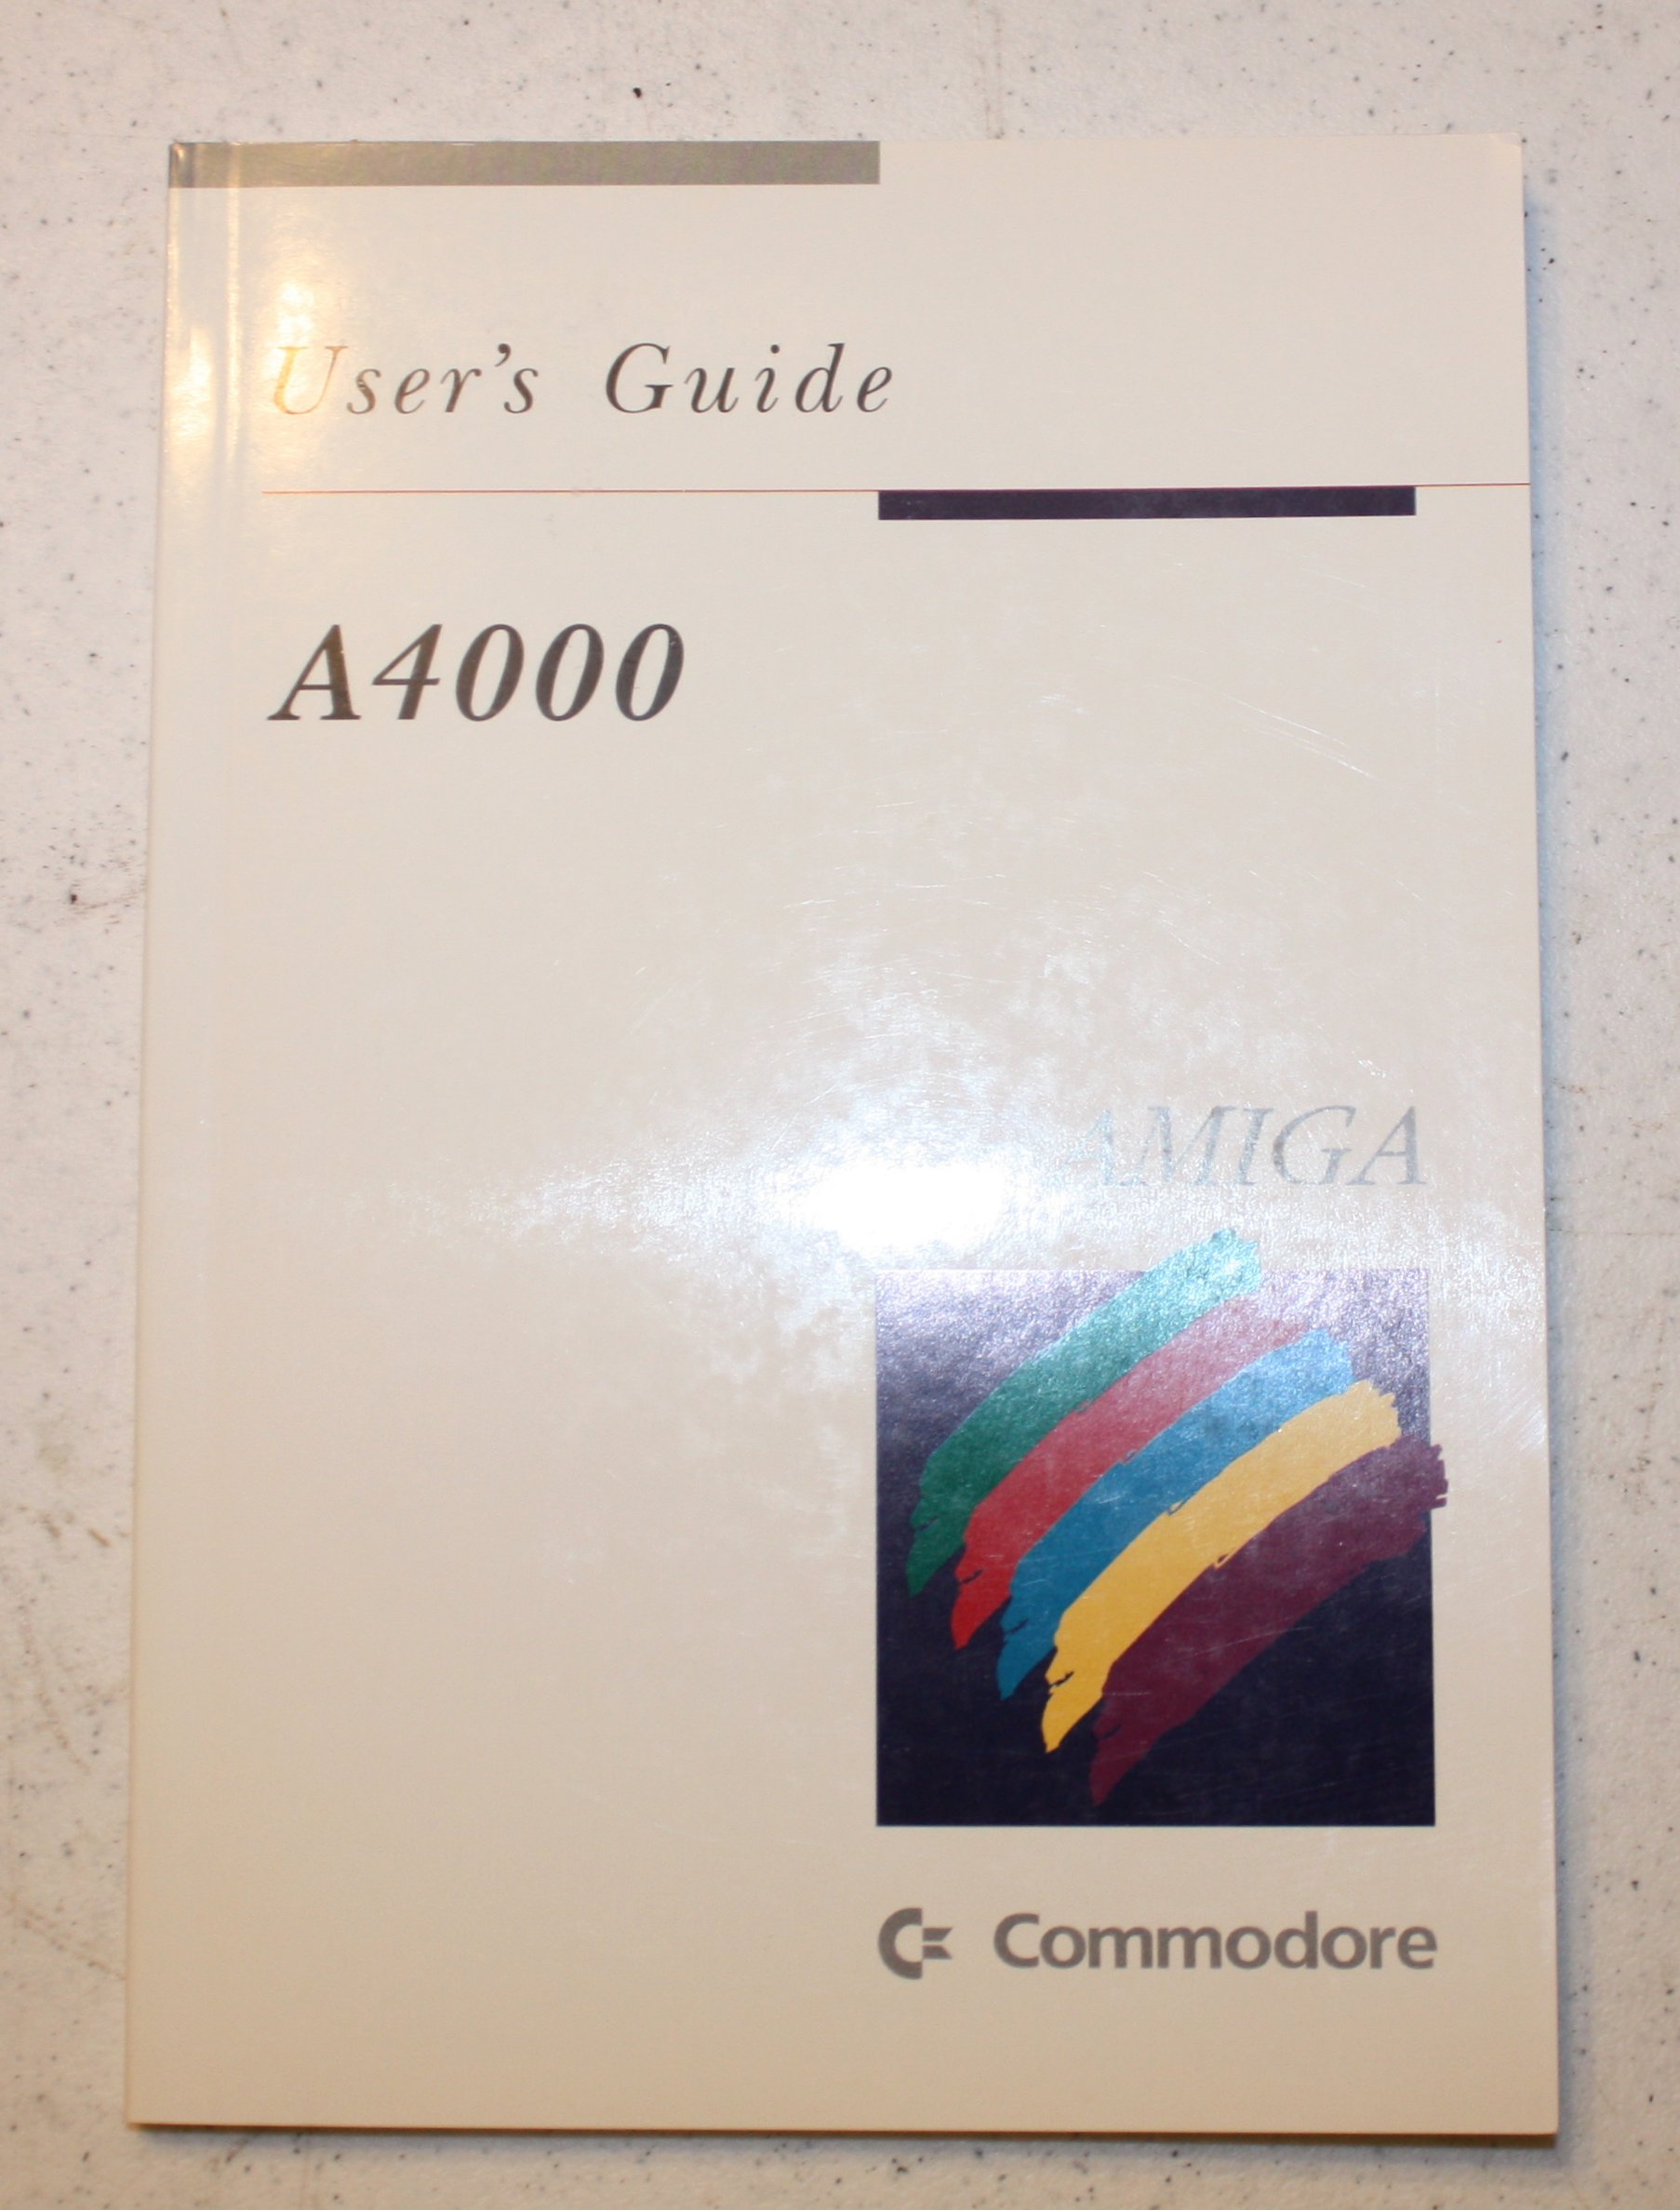 User's Guide
A4000
AMIGA
Commodore